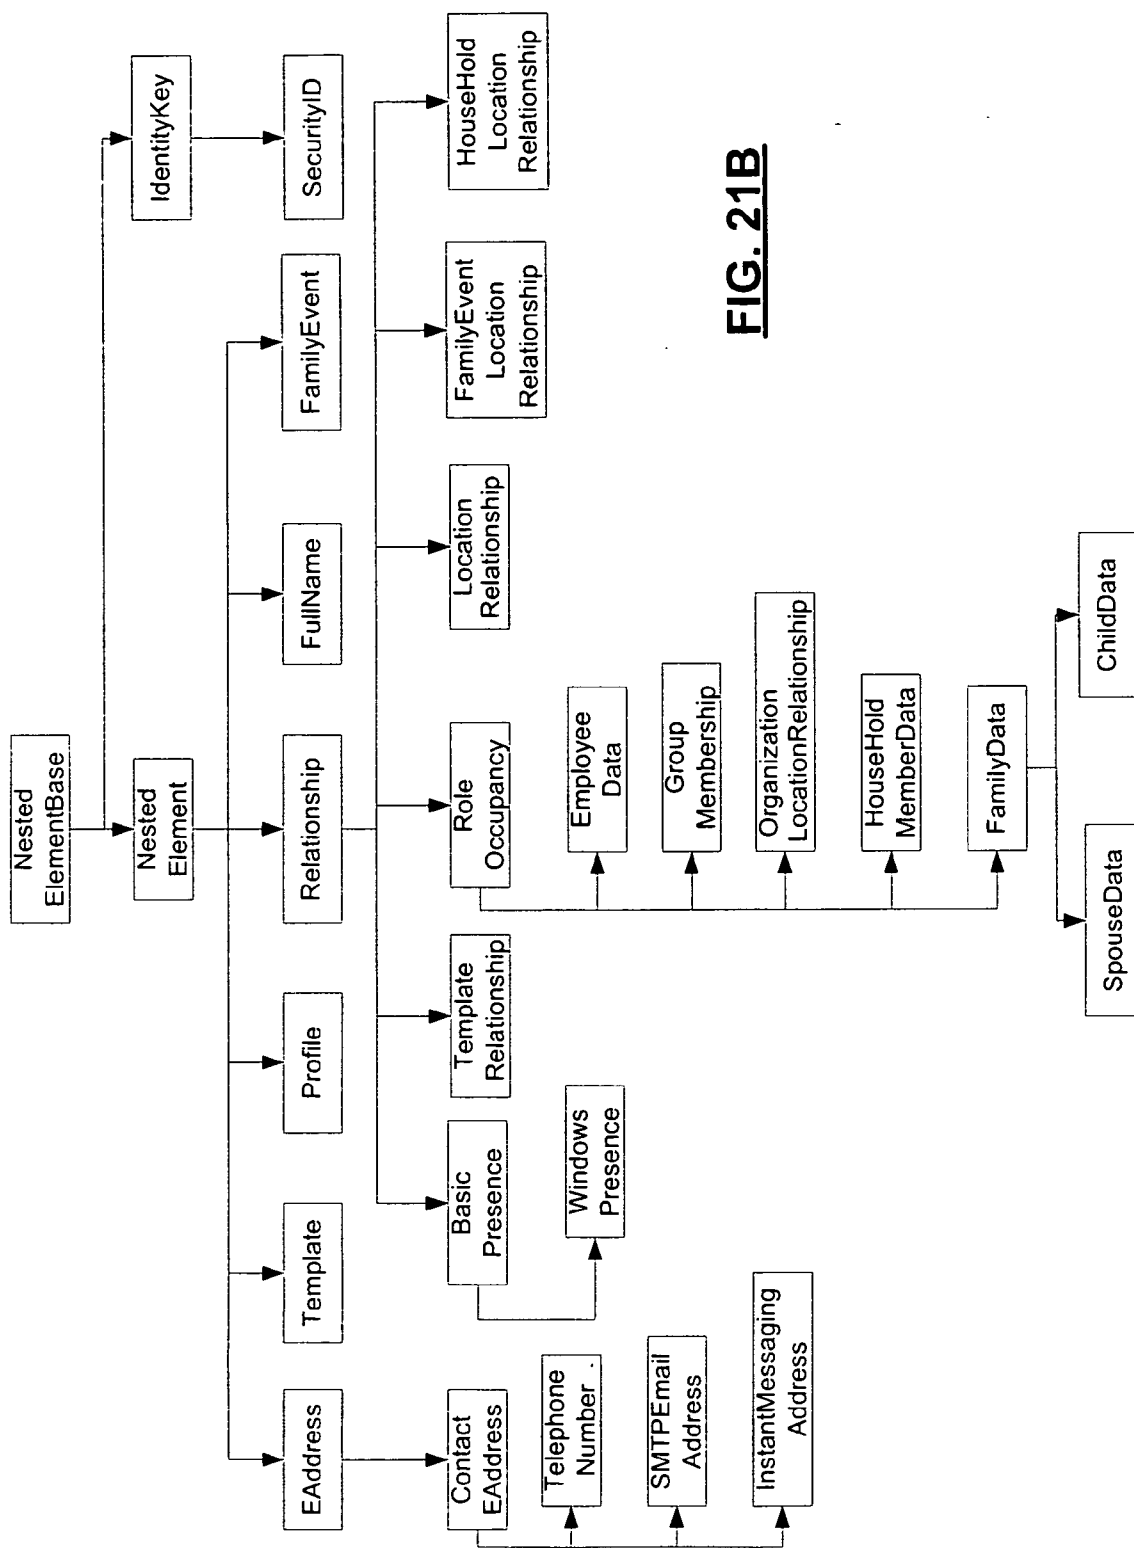 Nested
ElementBase
Nested
Element
IdentityKey
EAddress
Template
Profile
Relationship
FullName
FamilyEvent
SecurityID
Contact
EAddress
Basic
Presence
Template
Relationship
Role
Occupancy
Location
Relationship
FamilyEvent
Location
Relationship
HouseHold
Location
Relationship
Telephone
Number
SMTPEmail
Address
InstantMessaging
Address
Windows
Presence
Employee
Data
Group
Membership
Organization
LocationRelationship
HouseHold
MemberData
FamilyData
SpouseData
ChildData
FIG. 21B